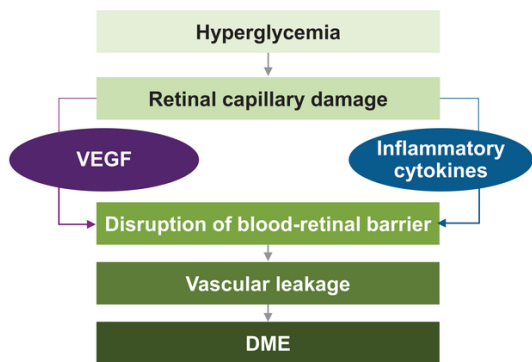 Hyperglycemia
Retinal capillary damage
VEGF
Inflammatory
cytokines
Disruption of blood-retinal barrier
Vascular leakage
DME